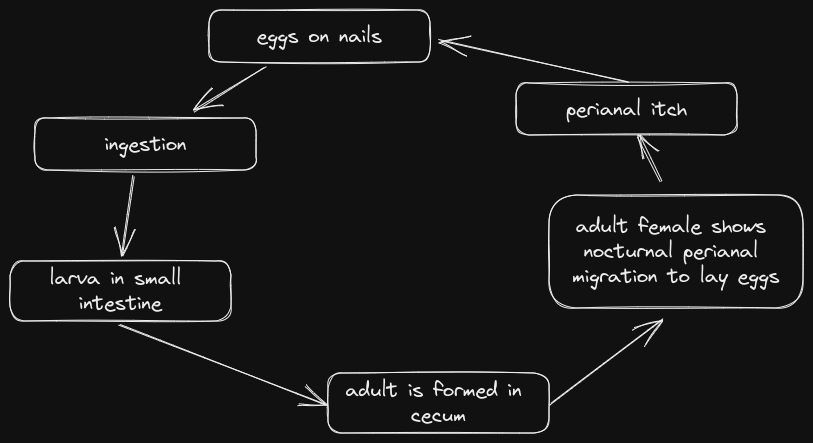 eggs on nails
perianal itch
ingestion
adult female shows
nocturnal perianal
migration to lay eggs
larva in small
intestine
adult is formed in
cecum